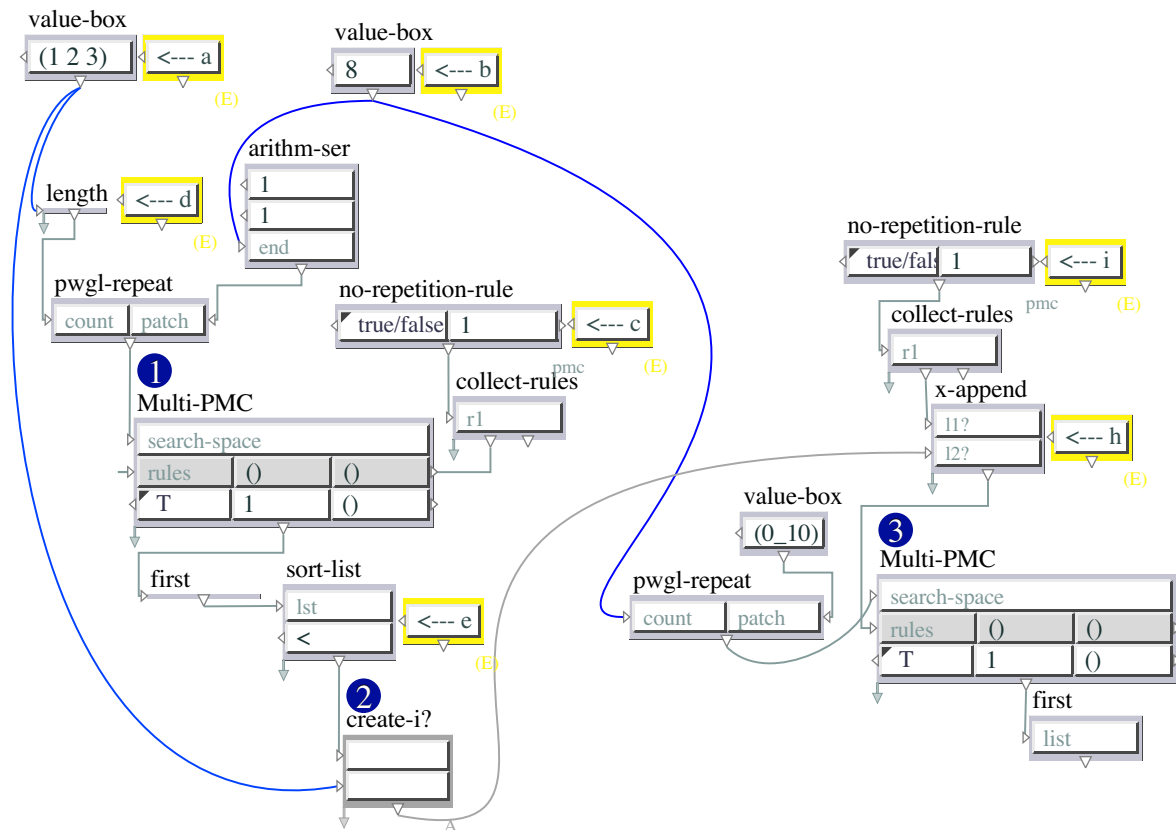 value-box
(1 2 3)
<--- a
(E)
value-box
8
<--- b
(E)
arithm-ser
1
1
end
length
<--- d
(E)
pwgl-repeat
count patch
no-repetition-rule
true/false 1
<--- c
(E)
pmc
collect-rules
r1
1
Multi-PMC
search-space
rules () ()
T 1 ()
first
sort-list
lst
<
<--- e
(E)
2
create-i?
A
no-repetition-rule
true/fals 1
<--- i
(E)
pmc
collect-rules
r1
x-append
l1?
l2?
<--- h
(E)
value-box
(0_10)
pwgl-repeat
count patch
3
Multi-PMC
search-space
rules () ()
T 1 ()
first
list